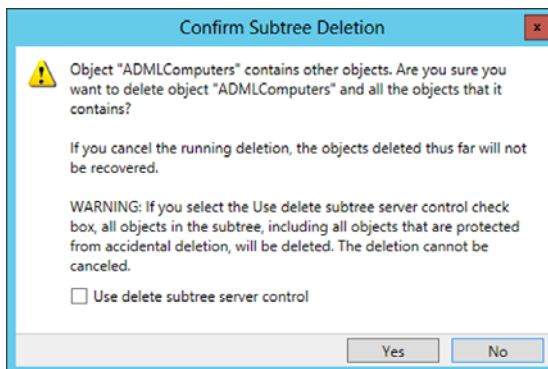 Confirm Subtree Deletion
x
Object "ADMLComputers" contains other objects. Are you sure you
want to delete object "ADMLComputers" and all the objects that it
contains?
If you cancel the running deletion, the objects deleted thus far will not
be recovered.
WARNING: If you select the Use delete subtree server control check
box, all objects in the subtree, including all objects that are protected
from accidental deletion, will be deleted. The deletion cannot be
canceled.
Use delete subtree server control
Yes No